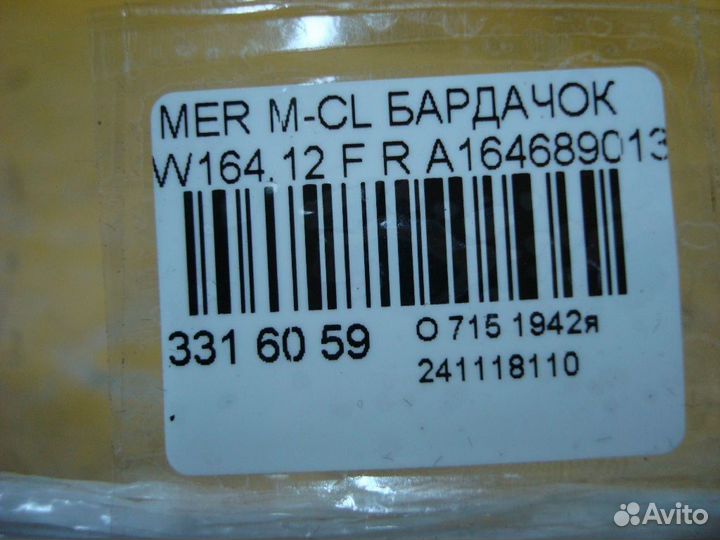 MER M-CL БАРДАЧОК
W164.12 F R A164689013
331 60 59
О 715 1942я
241118110
Avito